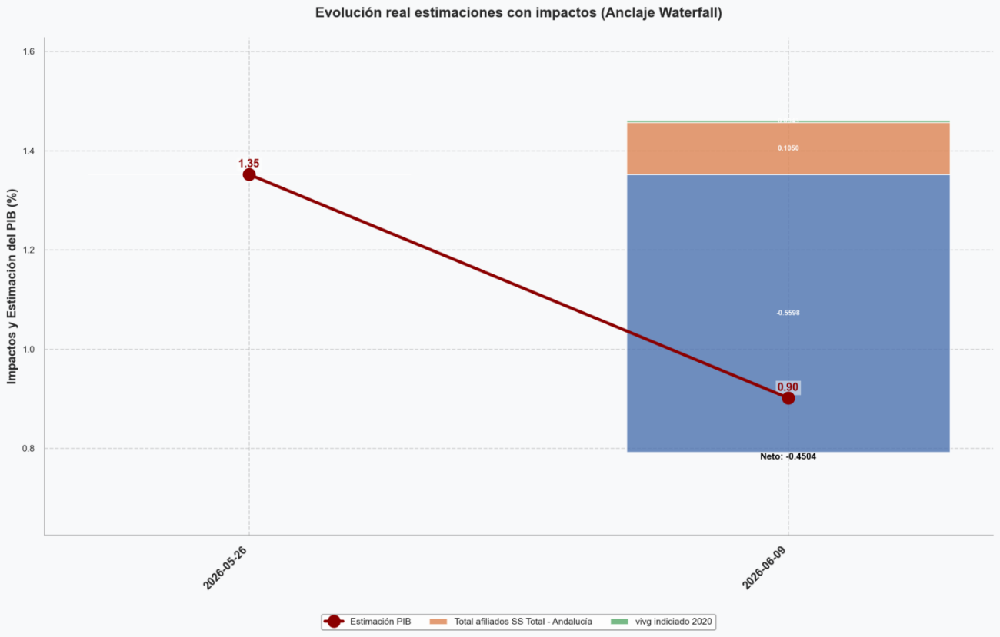 Evolución real estimaciones con impactos (Anclaje Waterfall)
Impactos y Estimación del PIB (%)
1.6
1.4
1.2
1.0
0.8
1.35
0.1050
-0.5598
0.90
Neto: -0.4504
2026-05-26
2026-06-09
Estimación PIB
Total afiliados SS Total - Andalucía
vivg indiciado 2020